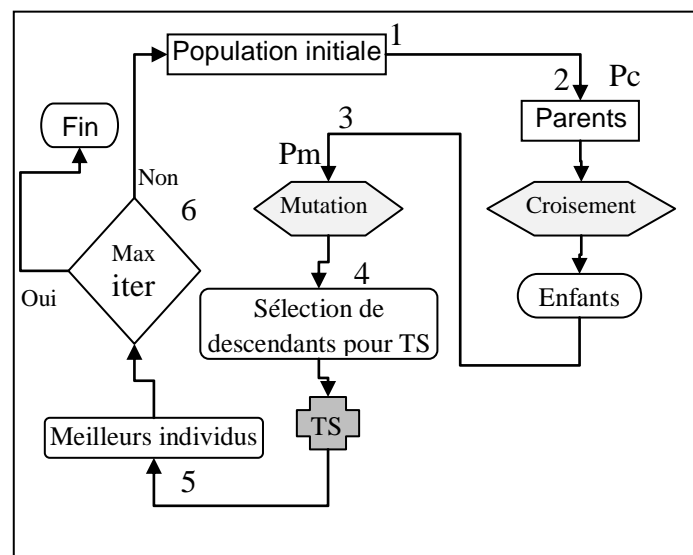 Population initiale
1
2
Pc
Parents
Croisement
Enfants
3
Pm
Mutation
4
Sélection de
descendants pour TS
TS
5
Meilleurs individus
6
Max
iter
Non
Oui
Fin